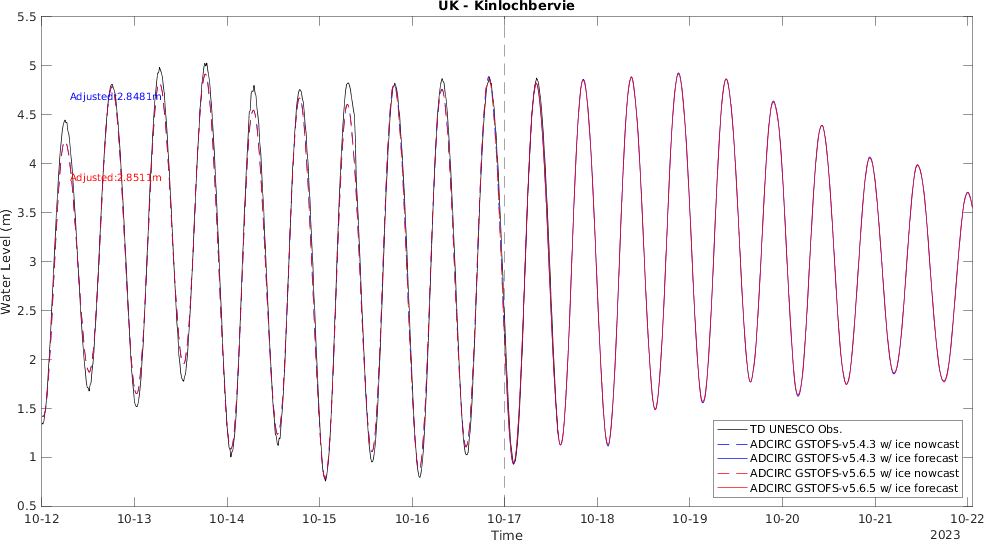 UK - Kinlochbervie
5.5
5
4.5
4
3.5
3
2.5
2
1.5
1
0.5
Water Level (m)
Adjusted:2.8481m
Adjusted:2.8511m
TD UNESCO Obs.
ADCIRC GSTOFS-v5.4.3 w/ ice nowcast
ADCIRC GSTOFS-v5.4.3 w/ ice forecast
ADCIRC GSTOFS-v5.6.5 w/ ice nowcast
ADCIRC GSTOFS-v5.6.5 w/ ice forecast
10-12 10-13 10-14 10-15 10-16 10-17 10-18 10-19 10-20 10-21 10-22
Time
2023